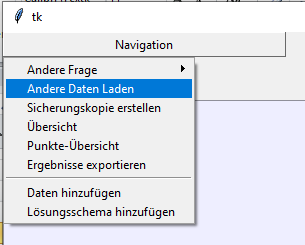 tk
Navigation
Andere Frage
Andere Daten Laden
Sicherungskopie erstellen
Übersicht
Punkte-Übersicht
Ergebnisse exportieren
Daten hinzufügen
Lösungsschema hinzufügen